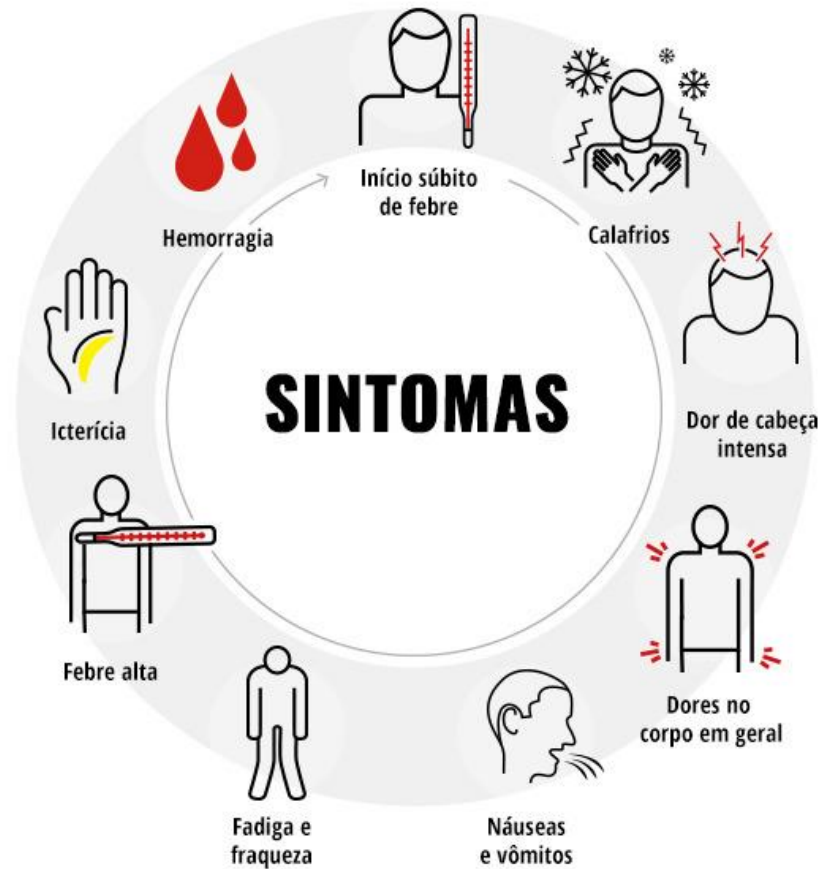 SINTOMAS
Início súbito
de febre
Calafrios
Dor de cabeça
intensa
Dores no
corpo em geral
Náuseas
e vômitos
Fadiga e
fraqueza
Febre alta
Icterícia
Hemorragia